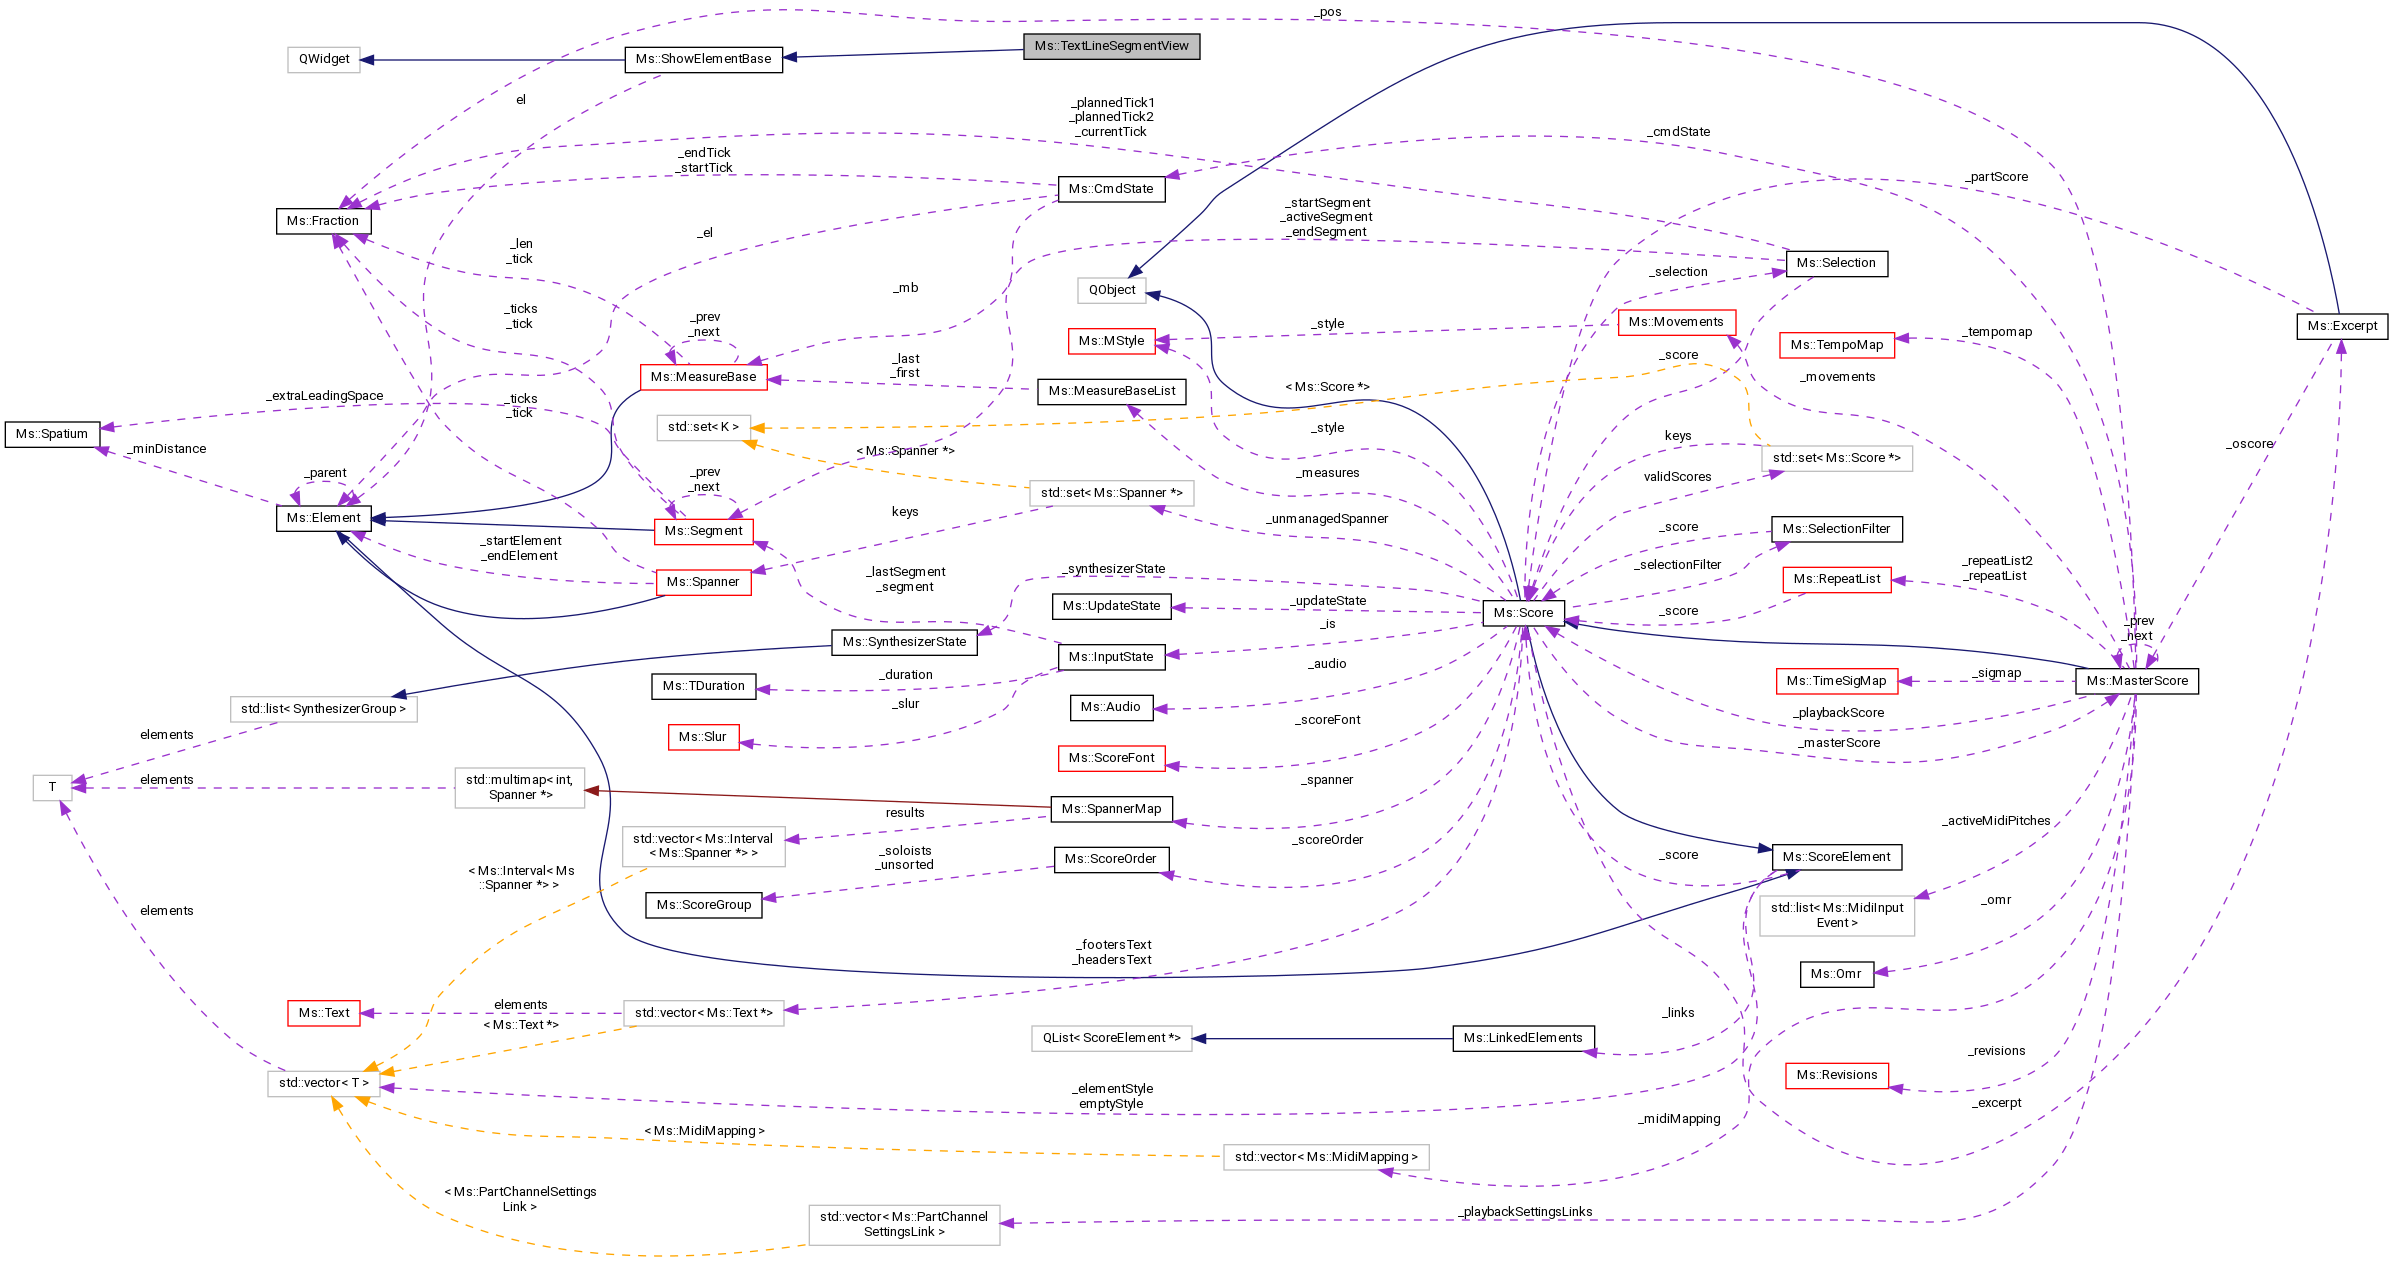 _pos
Ms::TextLineSegmentView
QWidget
Ms::ShowElementBase
el
_plannedTick1
_plannedTick2
_currentTick
_cmdState
_endTick
_startTick
_partScore
Ms::CmdState
Ms::Fraction
_startSegment
_activeSegment
_endSegment
_el
_len
_tick
Ms::Selection
_selection
QObject
_mb
_ticks
_tick
_prev
_next
_style
Ms::Movements
Ms::Excerpt
Ms::MStyle
Ms::TempoMap
_tempomap
_last
_first
_score
Ms::MeasureBase
_movements
< Ms::Score *>
Ms::MeasureBaseList
_extraLeadingSpace
_ticks
_tick
std::set< K >
_style
Ms::Spatium
keys
_oscore
_minDistance
< Ms::Spanner *>
std::set< Ms::Score *>
_parent
_prev
_next
_measures
validScores
std::set< Ms::Spanner *>
Ms::Element
keys
_unmanagedSpanner
_score
Ms::SelectionFilter
Ms::Segment
_startElement
_endElement
_lastSegment
_segment
_synthesizerState
_selectionFilter
_repeatList2
_repeatList
Ms::Spanner
Ms::RepeatList
Ms::UpdateState
_updateState
Ms::Score
_score
_is
_prev
_next
Ms::SynthesizerState
Ms::InputState
_audio
_duration
_sigmap
Ms::TDuration
Ms::TimeSigMap
Ms::MasterScore
_slur
Ms::Audio
std::list< SynthesizerGroup >
_scoreFont
_playbackScore
elements
Ms::Slur
_masterScore
Ms::ScoreFont
elements
_spanner
T
std::multimap< int,
Spanner *>
Ms::SpannerMap
results
_activeMidiPitches
std::vector< Ms::Interval
< Ms::Spanner *> >
_scoreOrder
_soloists
_unsorted
Ms::ScoreOrder
_score
Ms::ScoreElement
< Ms::Interval< Ms
::Spanner *> >
Ms::ScoreGroup
elements
std::list< Ms::MidiInput
Event >
_omr
_footersText
_headersText
Ms::Omr
elements
Ms::Text
std::vector< Ms::Text *>
_links
< Ms::Text *>
QList< ScoreElement *>
Ms::LinkedElements
_revisions
Ms::Revisions
std::vector< T >
_elementStyle
emptyStyle
_excerpt
_midiMapping
< Ms::MidiMapping >
std::vector< Ms::MidiMapping >
< Ms::PartChannelSettings
Link >
_playbackSettingsLinks
std::vector< Ms::PartChannel
SettingsLink >